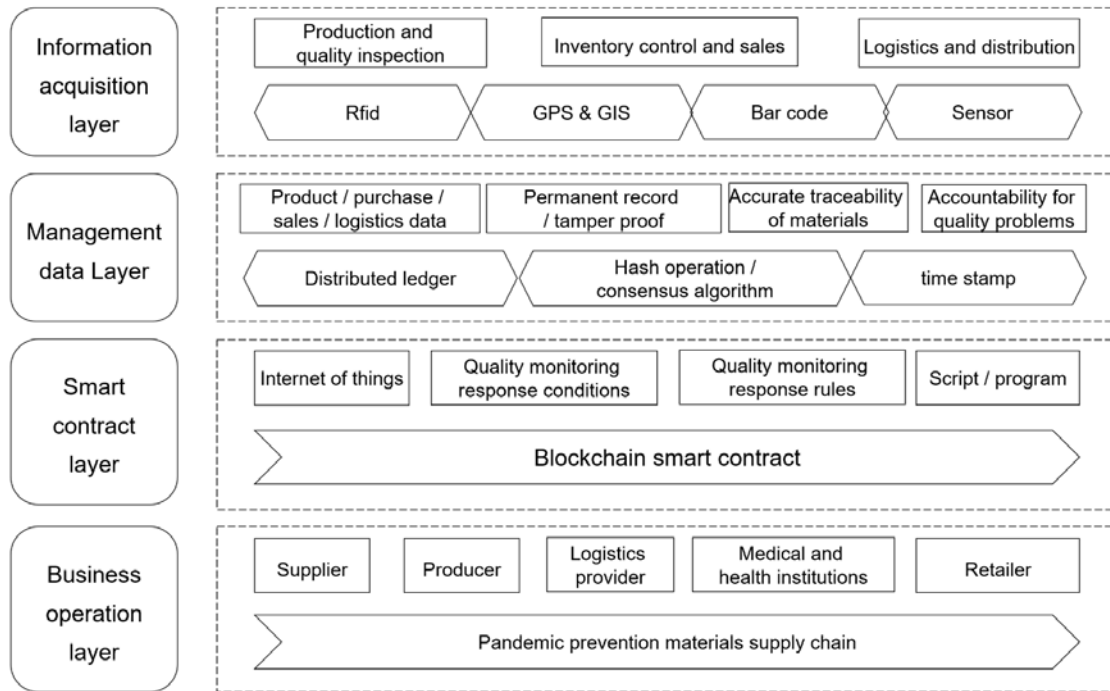 Information
acquisition
layer
Production and
quality inspection
Inventory control and sales
Logistics and distribution
Rfid
GPS & GIS
Bar code
Sensor
Management
data Layer
Product / purchase /
sales / logistics data
Permanent record
/ tamper proof
Accurate traceability
of materials
Accountability for
quality problems
Distributed ledger
Hash operation /
consensus algorithm
time stamp
Smart
contract
layer
Internet of things
Quality monitoring
response conditions
Quality monitoring
response rules
Script / program
Blockchain smart contract
Business
operation
layer
Supplier
Producer
Logistics
provider
Medical and
health institutions
Retailer
Pandemic prevention materials supply chain